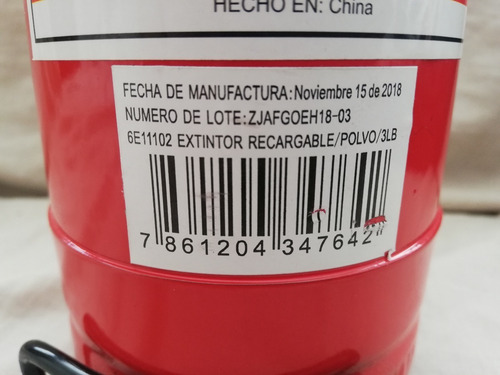 HECHO EN: China
FECHA DE MANUFACTURA:Noviembre 15 de 2018
NUMERO DE LOTE:ZJAFGOEH18-03
6E11102 EXTINTOR RECARGABLE/POLVO/3LB
7 861204 347642